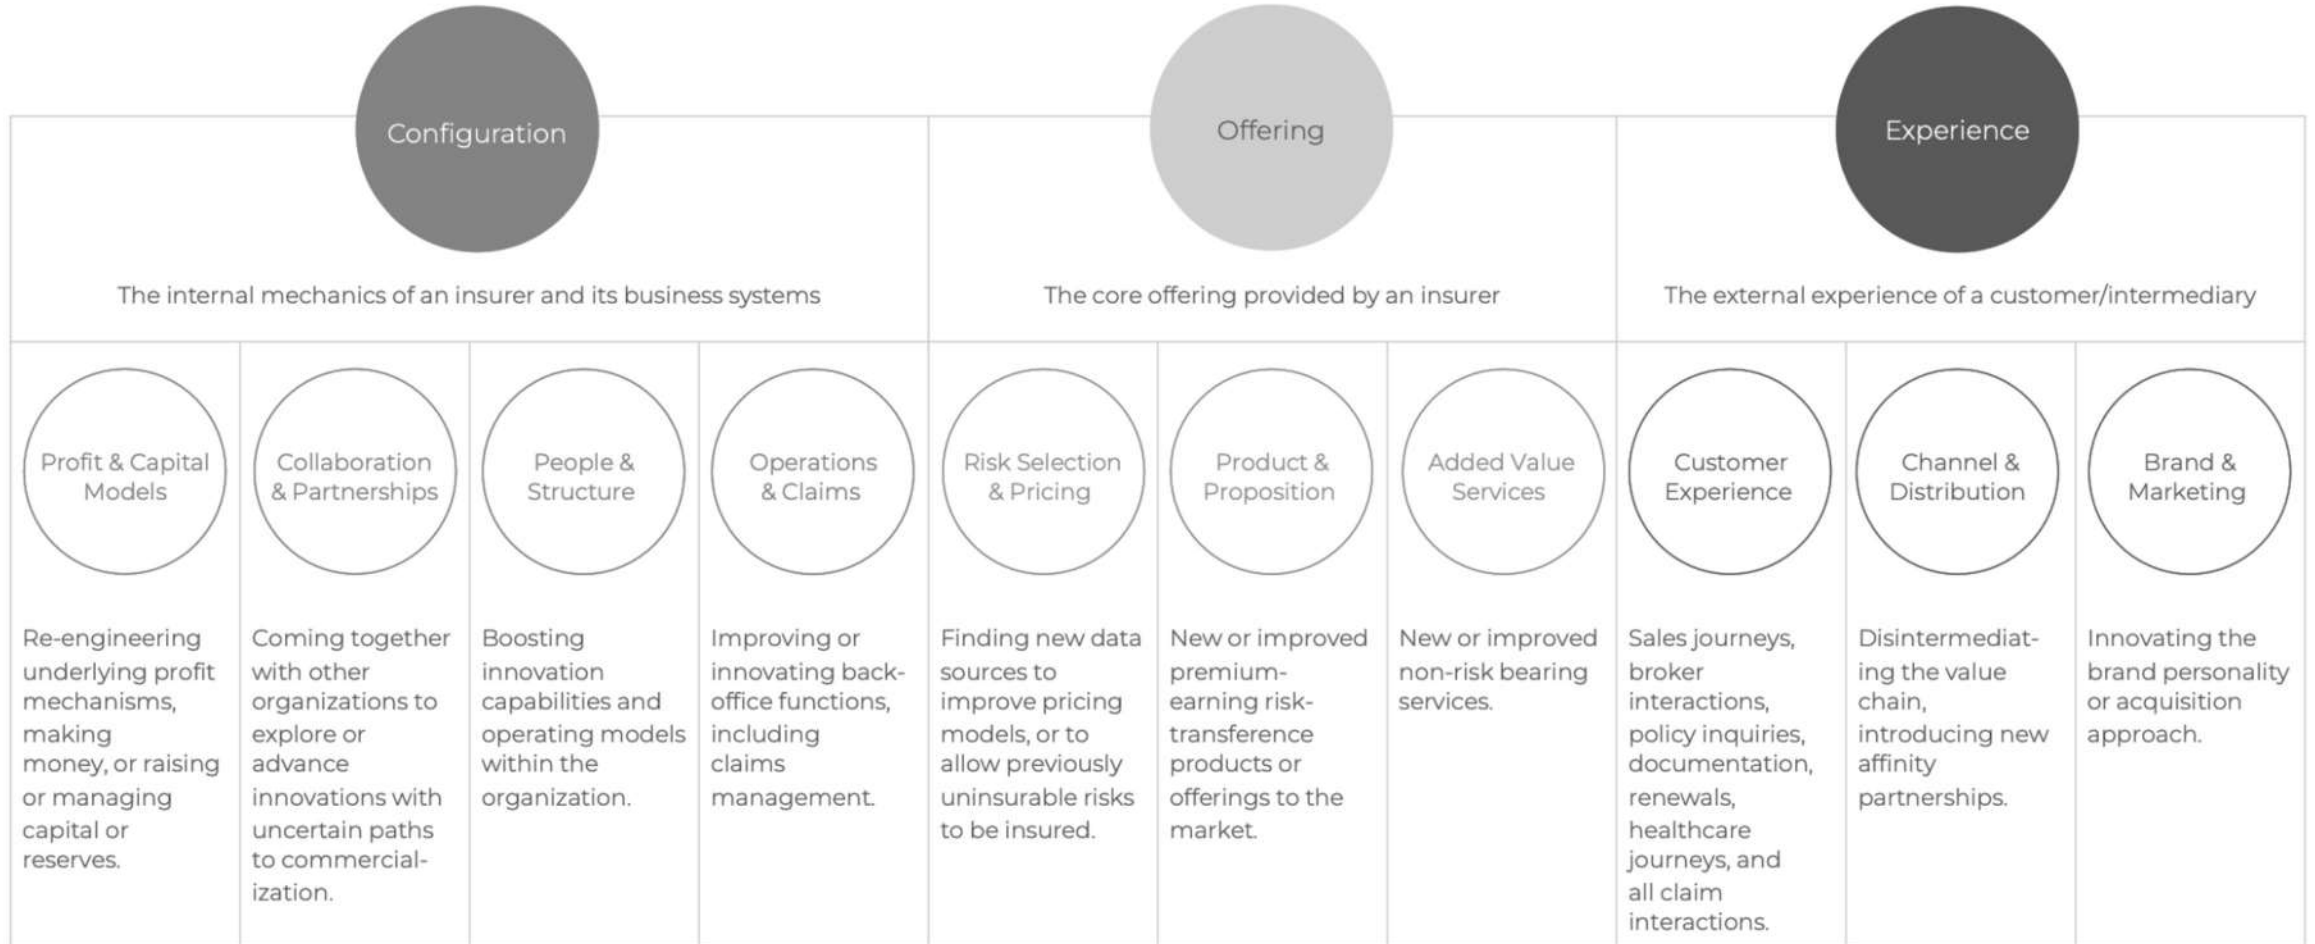 Configuration
Offering
Experience
The internal mechanics of an insurer and its business systems
The core offering provided by an insurer
The external experience of a customer/intermediary
Profit & Capital
Models
Re-engineering
underlying profit
mechanisms,
making
money, or raising
or managing
capital or
reserves.
Collaboration
& Partnerships
Coming together
with other
organizations to
explore or
advance
innovations with
uncertain paths
to commercial-
ization.
People &
Structure
Boosting
innovation
capabilities and
operating models
within the
organization.
Operations
& Claims
Improving or
innovating back-
office functions,
including
claims
management.
Risk Selection
& Pricing
Finding new data
sources to
improve pricing
models, or to
allow previously
uninsurable risks
to be insured.
Product &
Proposition
New or improved
premium-
earning risk-
transference
products or
offerings to the
market.
Added Value
Services
New or improved
non-risk bearing
services.
Customer
Experience
Sales journeys,
broker
interactions,
policy inquiries,
documentation,
renewals,
healthcare
journeys, and
all claim
interactions.
Channel &
Distribution
Disintermediat-
ing the value
chain,
introducing new
affinity
partnerships.
Brand &
Marketing
Innovating the
brand personality
or acquisition
approach.